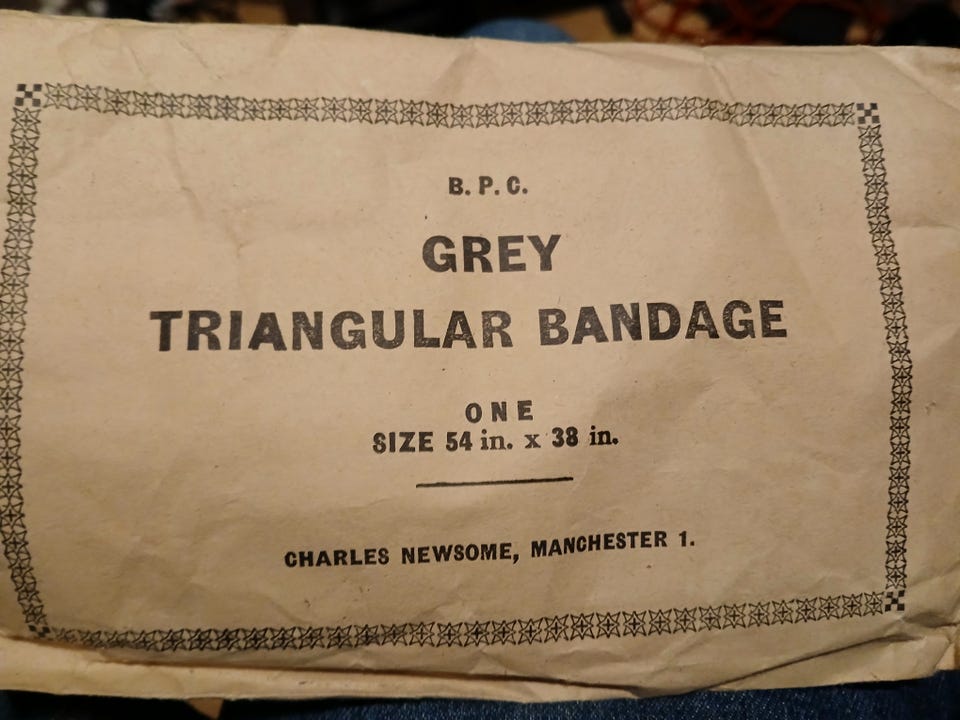 B. P. C.
GREY
TRIANGULAR BANDAGE
ONE
SIZE 54 in. x 38 in.
CHARLES NEWSOME, MANCHESTER 1.